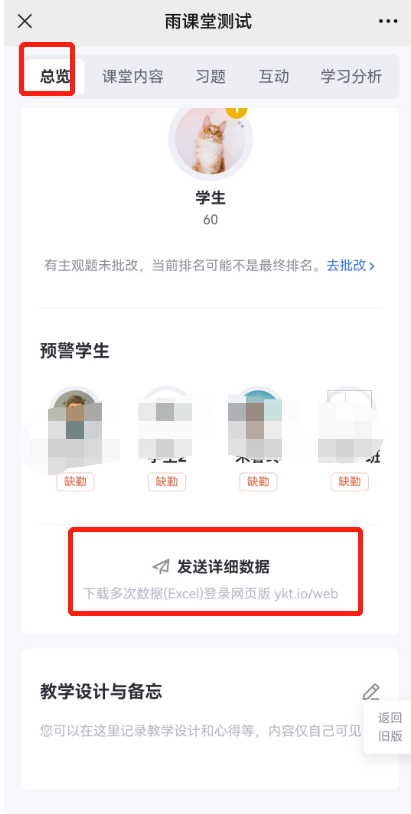 雨课堂测试
总览 课堂内容 习题 互动 学习分析
学生
60
有主观题未批改，当前排名可能不是最终排名。去批改
预警学生
缺勤 缺勤 缺勤 缺勤
发送详细数据
下载多次数据(Excel)登录网页版 ykt.io/web
教学设计与备忘
您可以在这里记录教学设计和心得等，内容仅自己可见
返回
旧版